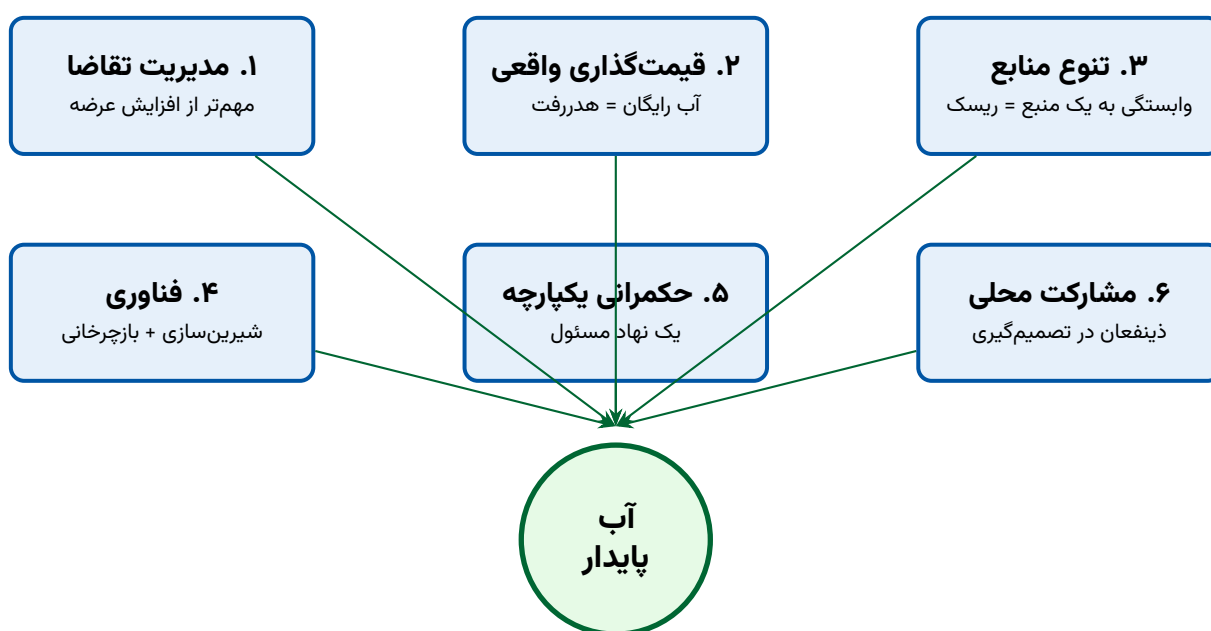 ۱. مدیریت تقاضا
مهم‌تر از افزایش عرضه
۲. قیمت‌گذاری واقعی
آب رایگان = هدررفت
۳. تنوع منابع
وابستگی به یک منبع = ریسک
۴. فناوری
شیرین‌سازی + بازچرخانی
۵. حکمرانی یکپارچه
یک نهاد مسئول
۶. مشارکت محلی
ذینفعان در تصمیم‌گیری
آب
پایدار